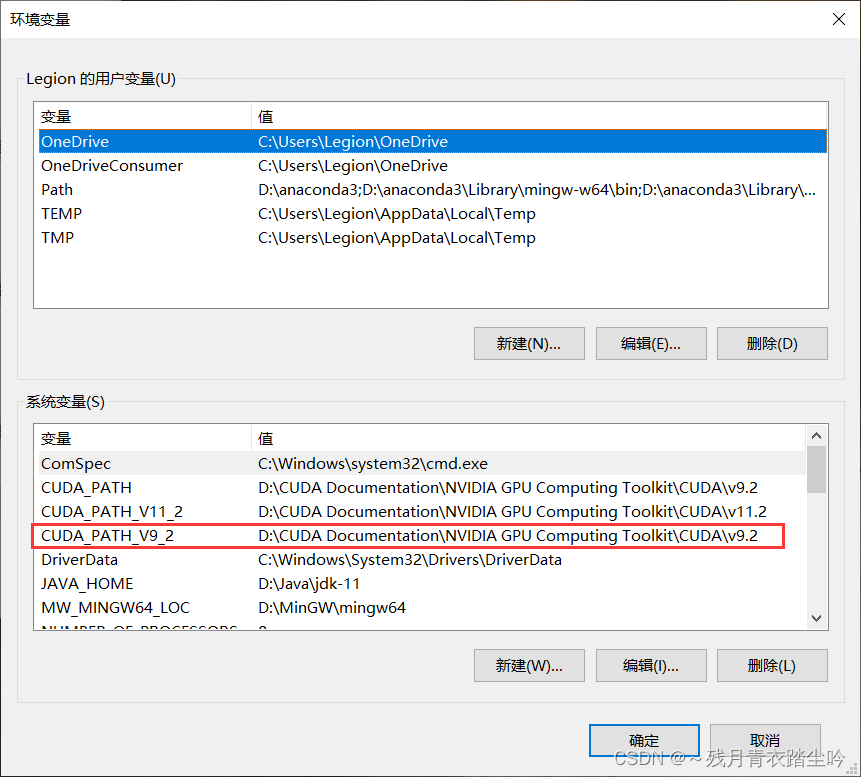 环境变量
Legion 的用户变量(U)
变量 值
OneDrive C:\Users\Legion\OneDrive
OneDriveConsumer C:\Users\Legion\OneDrive
Path D:\anaconda3;D:\anaconda3\Library\mingw-w64\bin;D:\anaconda3\Library\...
TEMP C:\Users\Legion\AppData\Local\Temp
TMP C:\Users\Legion\AppData\Local\Temp
新建(N)... 编辑(E)... 删除(D)
系统变量(S)
变量 值
ComSpec C:\Windows\system32\cmd.exe
CUDA_PATH D:\CUDA Documentation\NVIDIA GPU Computing Toolkit\CUDA\v9.2
CUDA_PATH_V11_2 D:\CUDA Documentation\NVIDIA GPU Computing Toolkit\CUDA\v11.2
CUDA_PATH_V9_2 D:\CUDA Documentation\NVIDIA GPU Computing Toolkit\CUDA\v9.2
DriverData C:\Windows\System32\Drivers\DriverData
JAVA_HOME D:\Java\jdk-11
MW_MINGW64_LOC D:\MinGW\mingw64
NUMBER_OF_PROCESSORS
新建(W)... 编辑(I)... 删除(L)
确定 取消
CSDN @～残月青衣踏尘吟